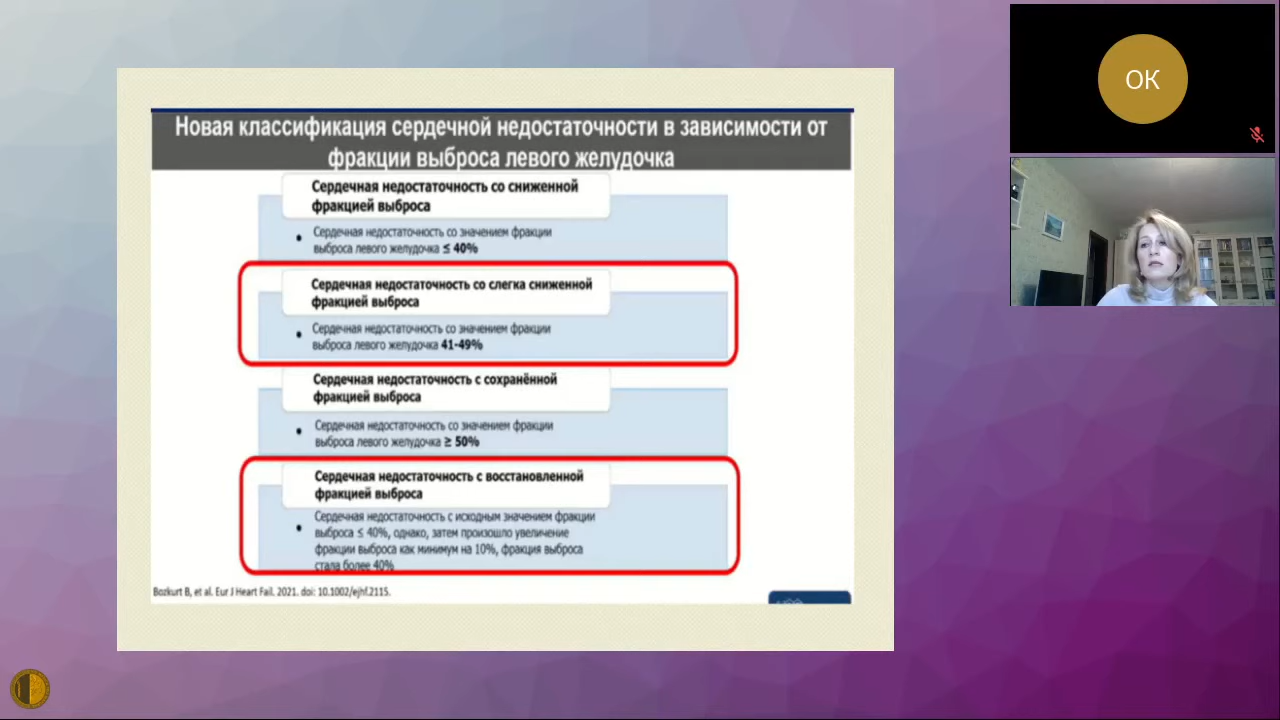 Новая классификация сердечной недостаточности в зависимости от
фракции выброса левого желудочка
Сердечная недостаточность со сниженной
фракцией выброса
• Сердечная недостаточность со значением фракции
выброса левого желудочка ≤ 40%
Сердечная недостаточность со слегка сниженной
фракцией выброса
• Сердечная недостаточность со значением фракции
выброса левого желудочка 41-49%
Сердечная недостаточность с сохранённой
фракцией выброса
• Сердечная недостаточность со значением фракции
выброса левого желудочка ≥ 50%
Сердечная недостаточность с восстановленной
фракцией выброса
• Сердечная недостаточность с исходным значением фракции
выброса ≤ 40%, однако, затем произошло увеличение
фракции выброса как минимум на 10%, фракция выброса
стала более 40%
Bozkurt B, et al. Eur J Heart Fail. 2021. doi: 10.1002/ejhf.2115.
ОК